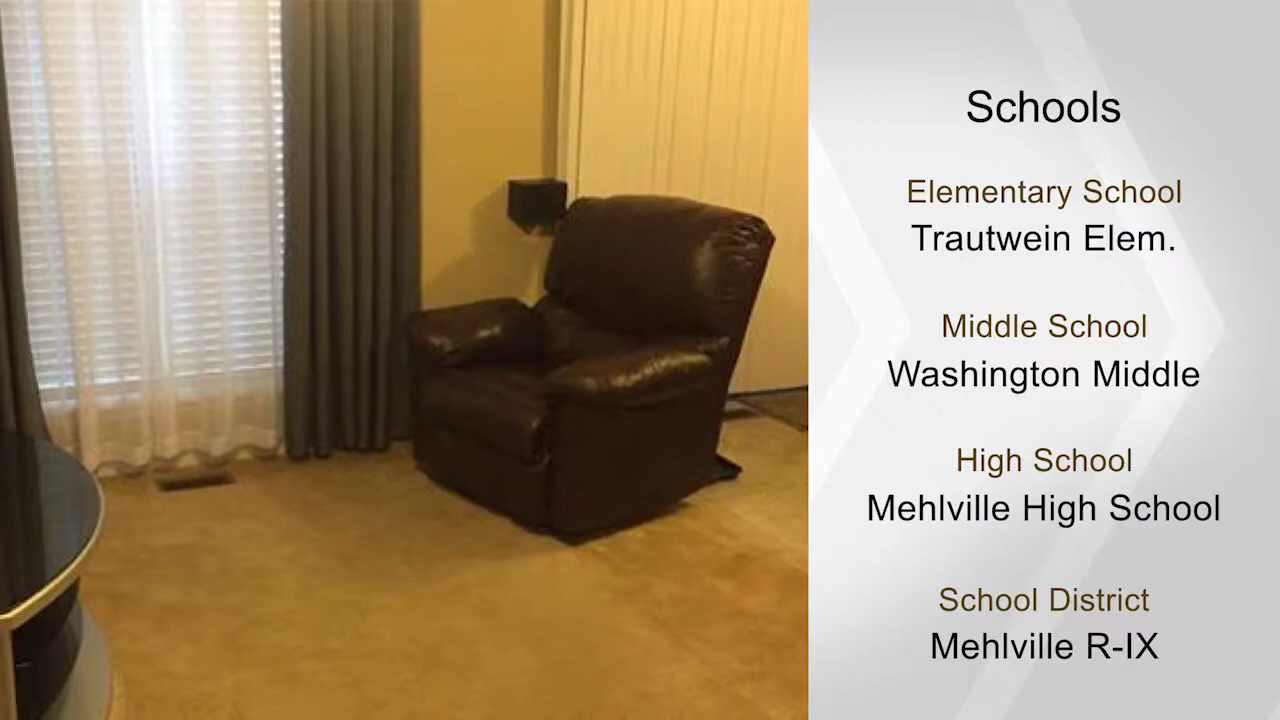 Schools
Elementary School
Trautwein Elem.
Middle School
Washington Middle
High School
Mehlville High School
School District
Mehlville R-IX